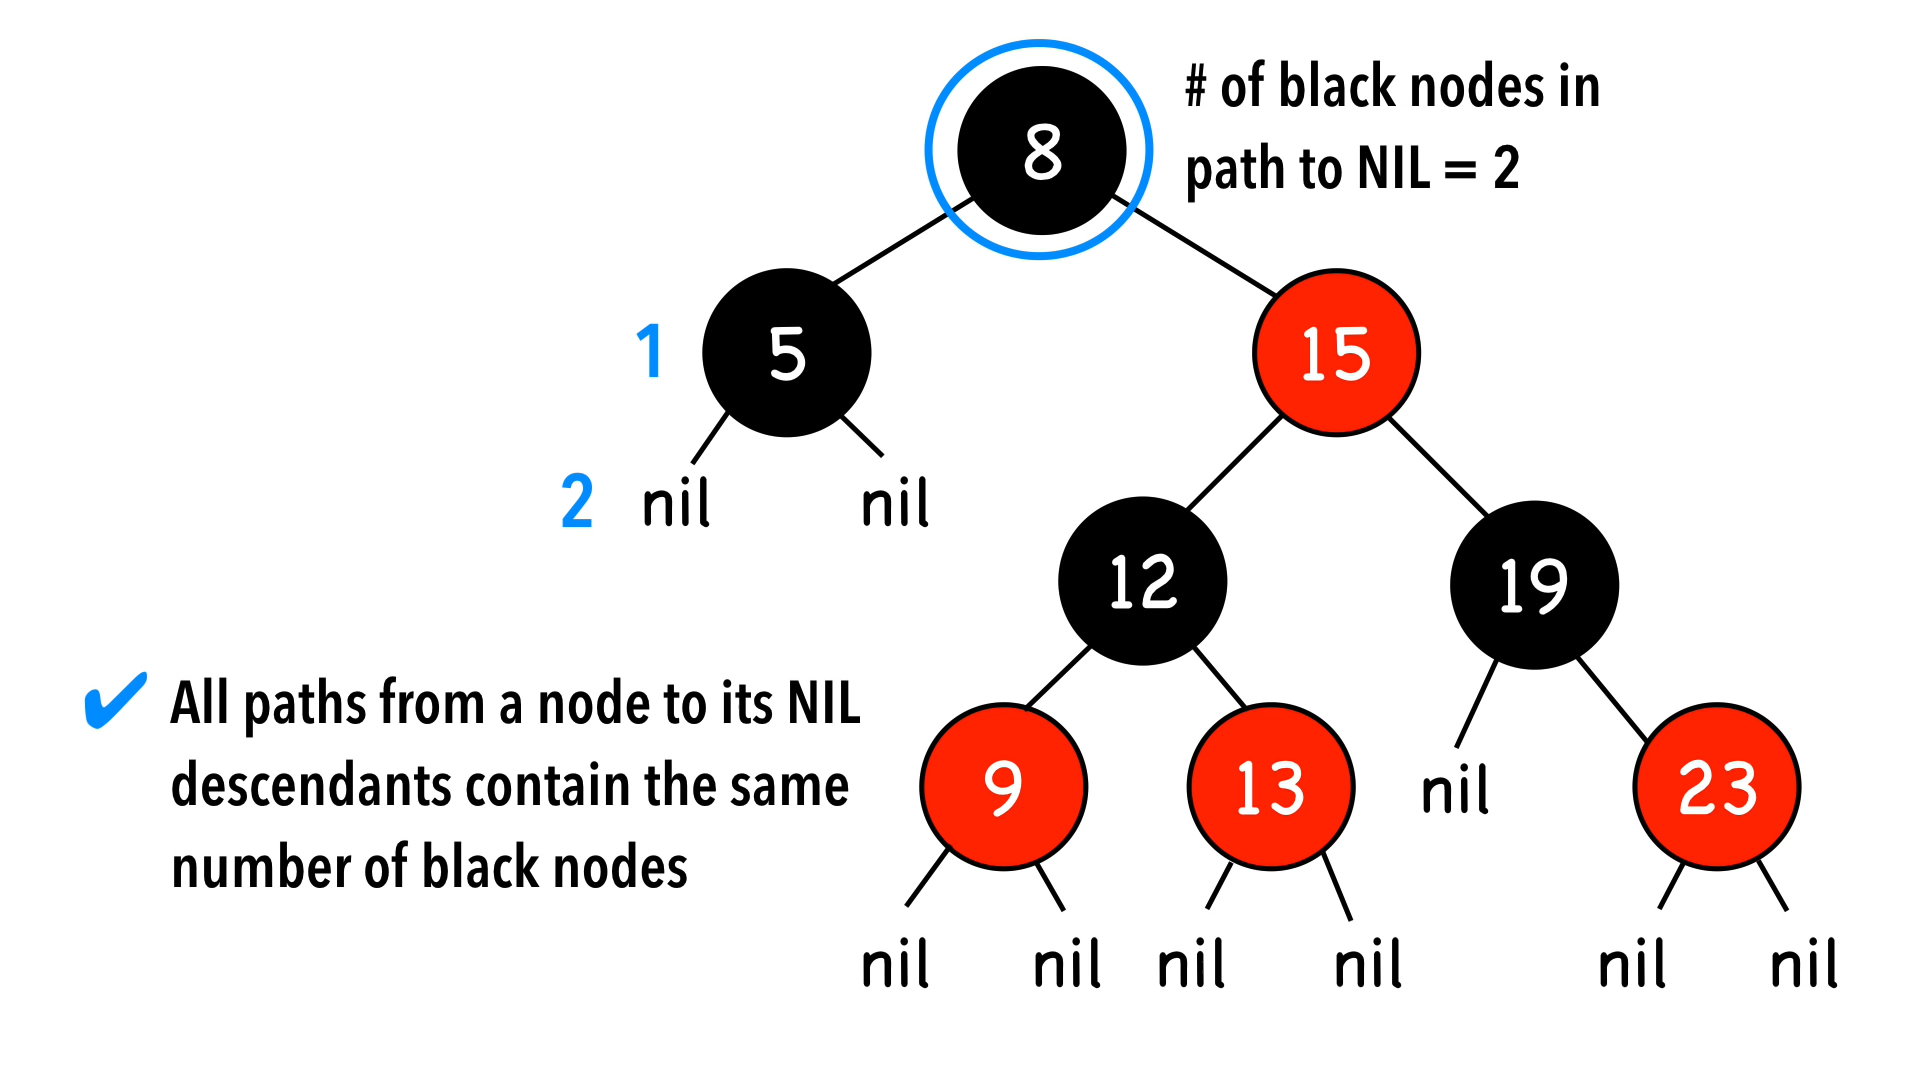 8
# of black nodes in
path to NIL = 2
1
5
15
2
nil
nil
12
19
✔ All paths from a node to its NIL
descendants contain the same
number of black nodes
9
13
nil
23
nil
nil
nil
nil
nil
nil